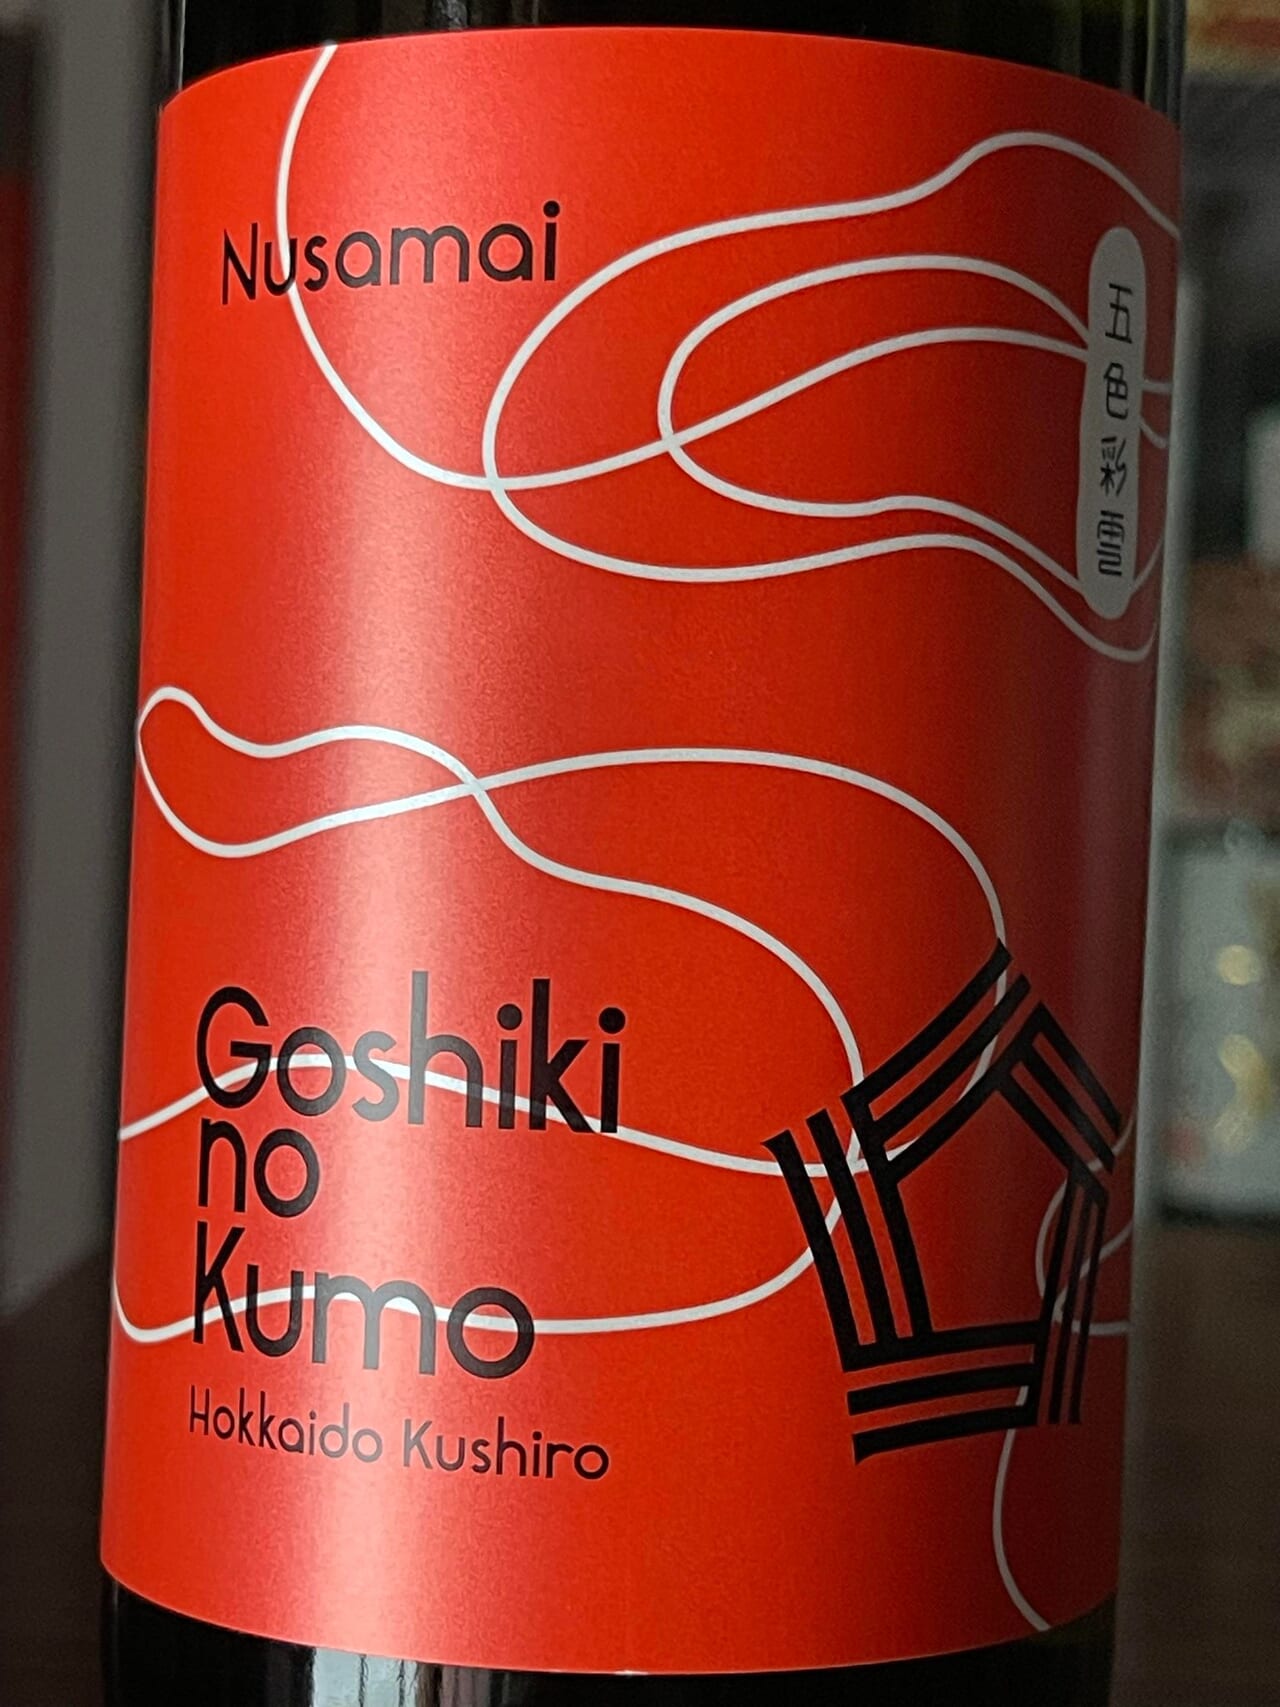 Nusamai
五色彩雲
Goshiki
no
Kumo
Hokkaido Kushiro